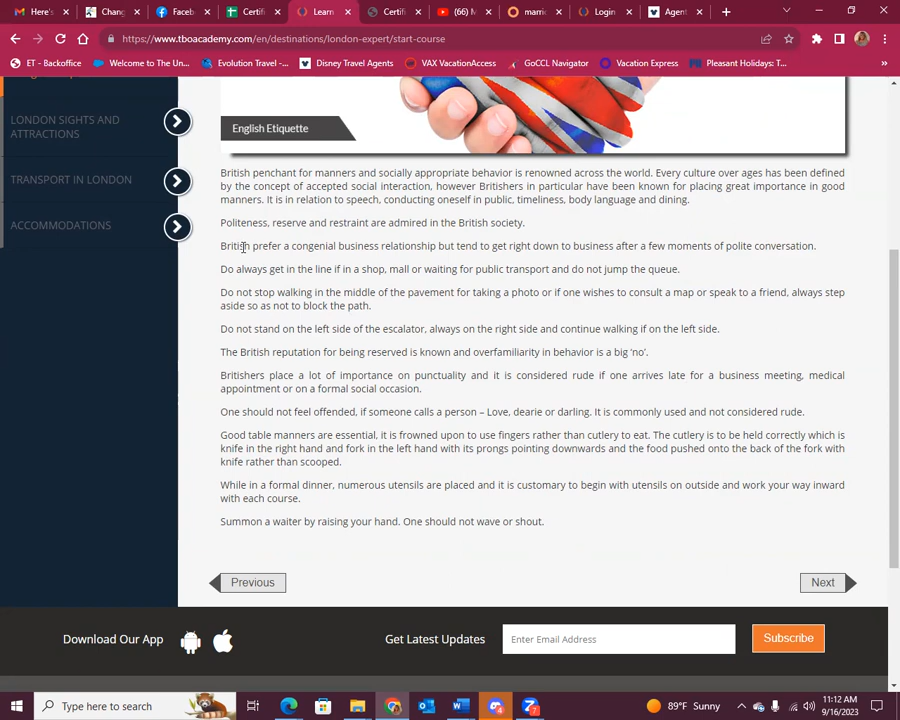 Here's
Chang
Faceb
Certifi
Learn
Certifi
(66) M
marrie
Login
Agent
https://www.tboacademy.com/en/destinations/london-expert/start-course
ET - Backoffice
Welcome to The Un...
Evolution Travel -...
Disney Travel Agents
VAX VacationAccess
GoCCL Navigator
Vacation Express
Pleasant Holidays: T...
»
LONDON SIGHTS AND
ATTRACTIONS
TRANSPORT IN LONDON
ACCOMMODATIONS
English Etiquette
British penchant for manners and socially appropriate behavior is renowned across the world. Every culture over ages has been defined
by the concept of accepted social interaction, however Britishers in particular have been known for placing great importance in good
manners. It is in relation to speech, conducting oneself in public, timeliness, body language and dining.
Politeness, reserve and restraint are admired in the British society.
British prefer a congenial business relationship but tend to get right down to business after a few moments of polite conversation.
Do always get in the line if in a shop, mall or waiting for public transport and do not jump the queue.
Do not stop walking in the middle of the pavement for taking a photo or if one wishes to consult a map or speak to a friend, always step
aside so as not to block the path.
Do not stand on the left side of the escalator, always on the right side and continue walking if on the left side.
The British reputation for being reserved is known and overfamiliarity in behavior is a big ‘no’.
Britishers place a lot of importance on punctuality and it is considered rude if one arrives late for a business meeting, medical
appointment or on a formal social occasion.
One should not feel offended, if someone calls a person – Love, dearie or darling. It is commonly used and not considered rude.
Good table manners are essential, it is frowned upon to use fingers rather than cutlery to eat. The cutlery is to be held correctly which is
knife in the right hand and fork in the left hand with its prongs pointing downwards and the food pushed onto the back of the fork with
knife rather than scooped.
While in a formal dinner, numerous utensils are placed and it is customary to begin with utensils on outside and work your way inward
with each course.
Summon a waiter by raising your hand. One should not wave or shout.
Previous
Next
Download Our App
Get Latest Updates
Enter Email Address
Subscribe
Type here to search
89°F Sunny
11:12 AM
9/16/2023